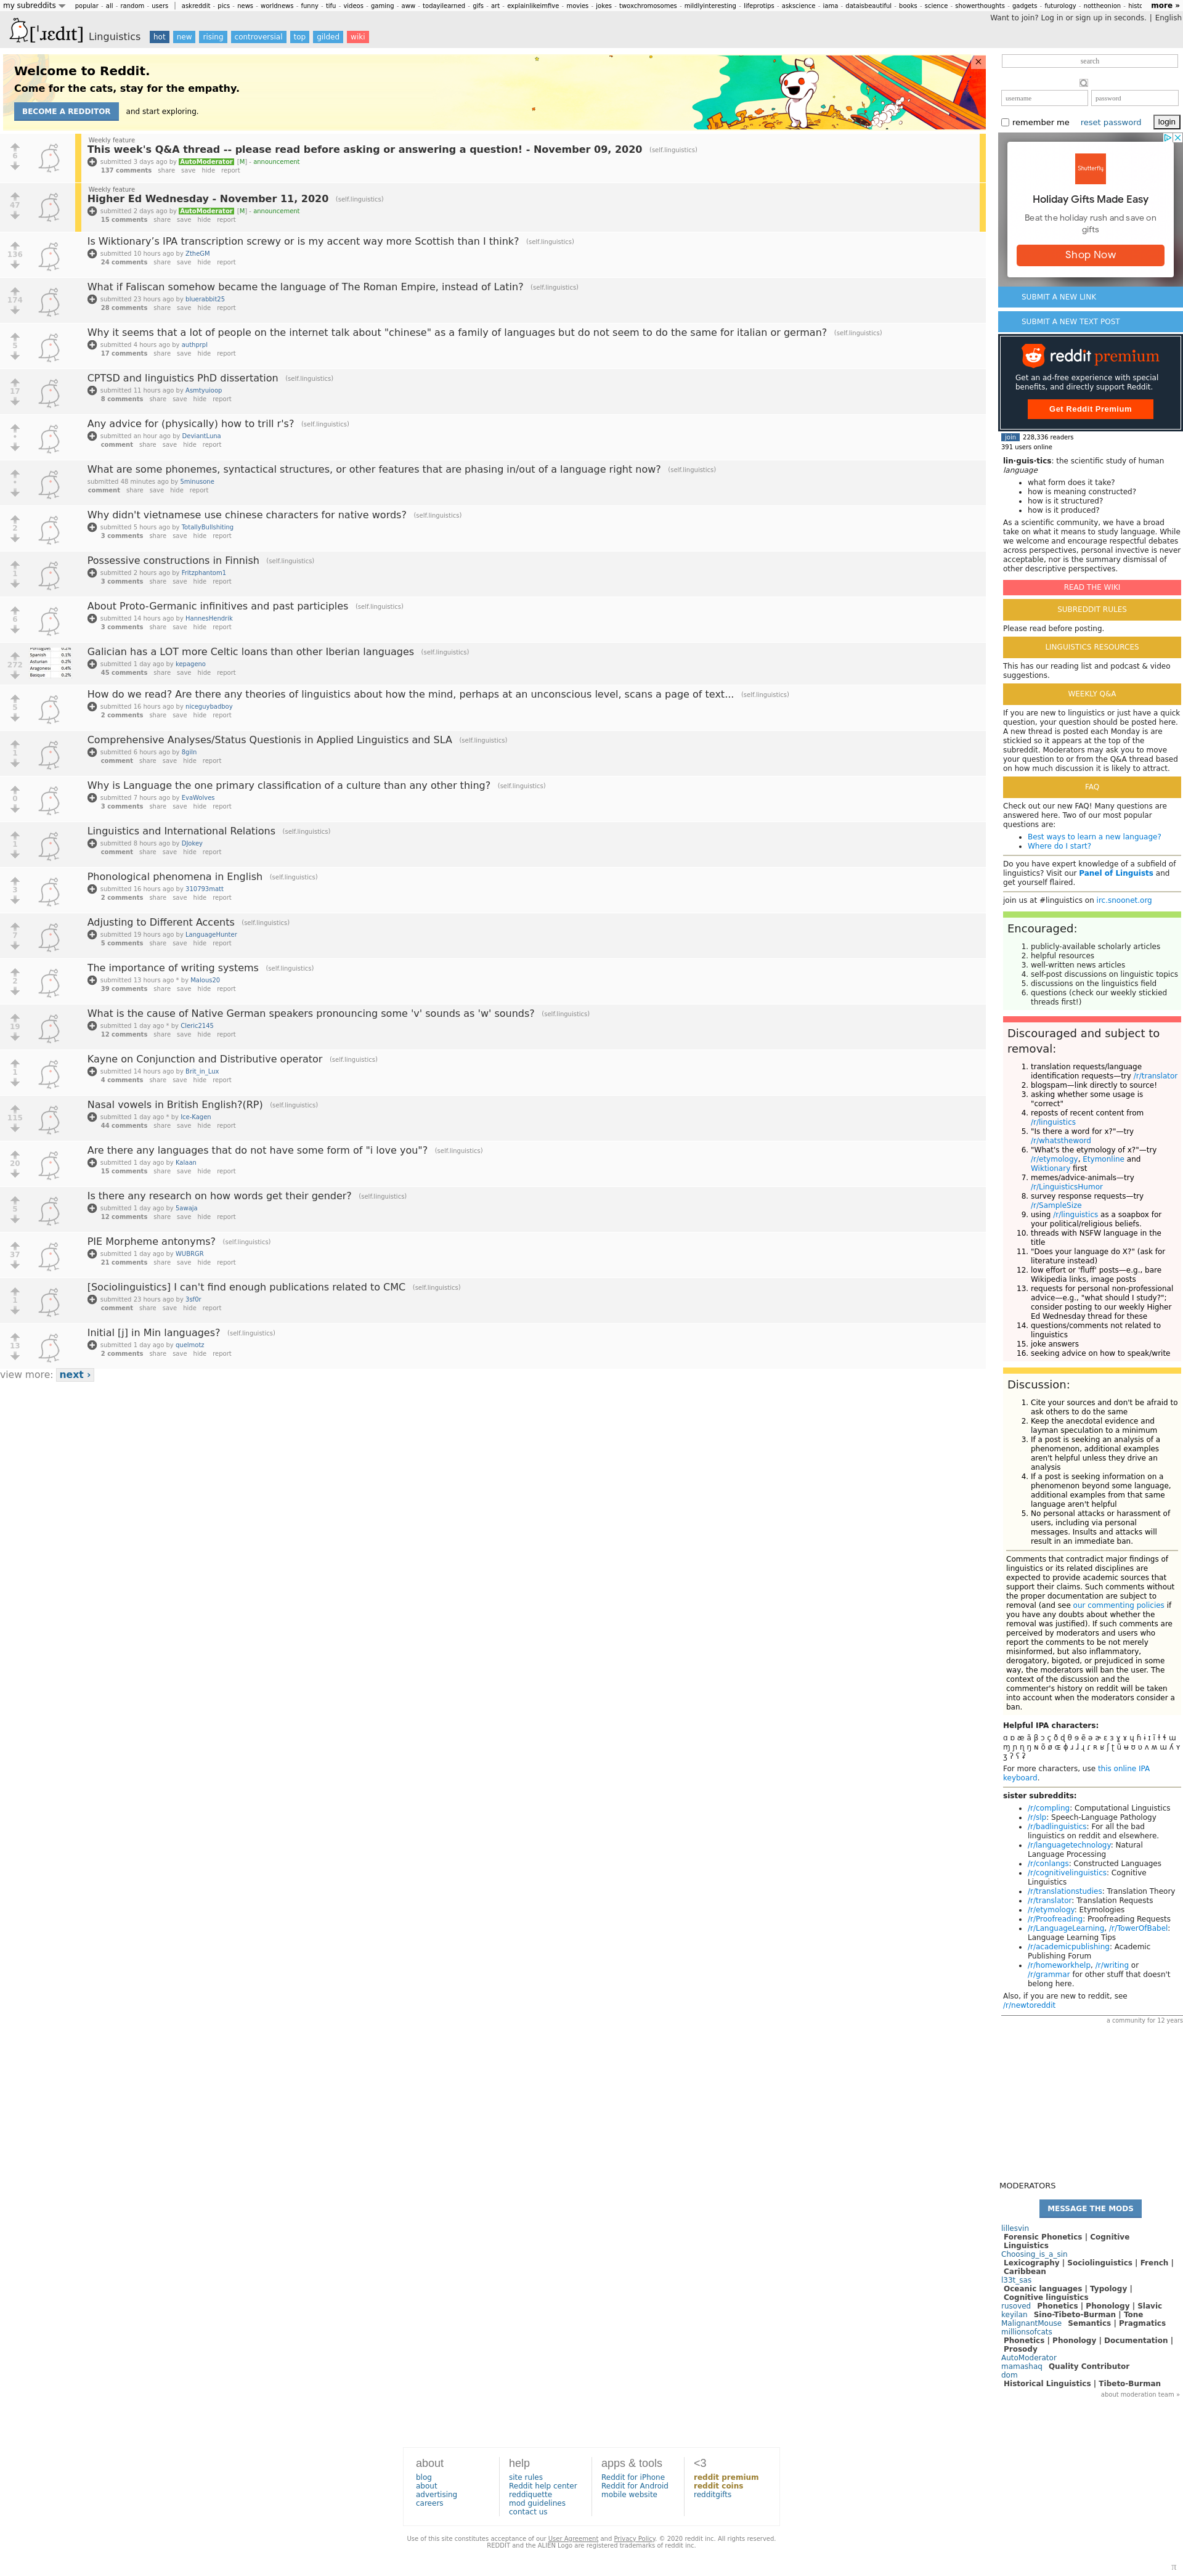 my subreddits popular - all - random - users | askreddit - pics - news - worldnews - funny - tifu - videos - gaming - aww - todayilearned - gifs - art - explainlikeimfive - movies - jokes - twoxchromosomes - mildlyinteresting - lifeprotips - askscience - iama - dataisbeautiful - books - science - showerthoughts - gadgets - futurology - nottheonion - more »
Want to join? Log in or sign up in seconds. | English
['ɹɛdɪt] Linguistics hot new rising controversial top gilded wiki
Welcome to Reddit.
Come for the cats, stay for the empathy.
BECOME A REDDITOR and start exploring.
Weekly feature
6 This week's Q&A thread -- please read before asking or answering a question! - November 09, 2020 (self.linguistics)
submitted 3 days ago by AutoModerator [M] - announcement
137 comments share save hide report
Weekly feature
47 Higher Ed Wednesday - November 11, 2020 (self.linguistics)
submitted 2 days ago by AutoModerator [M] - announcement
15 comments share save hide report
136 Is Wiktionary’s IPA transcription screwy or is my accent way more Scottish than I think? (self.linguistics)
submitted 10 hours ago by ZtheGM
24 comments share save hide report
174 What if Faliscan somehow became the language of The Roman Empire, instead of Latin? (self.linguistics)
submitted 23 hours ago by bluerabbit25
28 comments share save hide report
5 Why it seems that a lot of people on the internet talk about "chinese" as a family of languages but do not seem to do the same for italian or german? (self.linguistics)
submitted 4 hours ago by authprpl
17 comments share save hide report
17 CPTSD and linguistics PhD dissertation (self.linguistics)
submitted 11 hours ago by Asmtyuioop
8 comments share save hide report
• Any advice for (physically) how to trill r's? (self.linguistics)
submitted an hour ago by DeviantLuna
comment share save hide report
• What are some phonemes, syntactical structures, or other features that are phasing in/out of a language right now? (self.linguistics)
submitted 48 minutes ago by 5minusone
comment share save hide report
2 Why didn't vietnamese use chinese characters for native words? (self.linguistics)
submitted 5 hours ago by TotallyBullshiting
3 comments share save hide report
1 Possessive constructions in Finnish (self.linguistics)
submitted 2 hours ago by Fritzphantom1
3 comments share save hide report
6 About Proto-Germanic infinitives and past participles (self.linguistics)
submitted 14 hours ago by HannesHendrik
3 comments share save hide report
272 Galician has a LOT more Celtic loans than other Iberian languages (self.linguistics)
Spanish 0.1%
Asturian 0.2%
Aragonese 0.4%
Basque 0.2%
submitted 1 day ago by kepageno
45 comments share save hide report
5 How do we read? Are there any theories of linguistics about how the mind, perhaps at an unconscious level, scans a page of text... (self.linguistics)
submitted 16 hours ago by niceguybadboy
2 comments share save hide report
1 Comprehensive Analyses/Status Questionis in Applied Linguistics and SLA (self.linguistics)
submitted 6 hours ago by 8giln
comment share save hide report
0 Why is Language the one primary classification of a culture than any other thing? (self.linguistics)
submitted 7 hours ago by EvaWolves
3 comments share save hide report
1 Linguistics and International Relations (self.linguistics)
submitted 8 hours ago by DJokey
comment share save hide report
3 Phonological phenomena in English (self.linguistics)
submitted 16 hours ago by 310793matt
2 comments share save hide report
7 Adjusting to Different Accents (self.linguistics)
submitted 19 hours ago by LanguageHunter
5 comments share save hide report
2 The importance of writing systems (self.linguistics)
submitted 13 hours ago * by Malous20
39 comments share save hide report
19 What is the cause of Native German speakers pronouncing some 'v' sounds as 'w' sounds? (self.linguistics)
submitted 1 day ago * by Cleric2145
12 comments share save hide report
1 Kayne on Conjunction and Distributive operator (self.linguistics)
submitted 14 hours ago by Brit_in_Lux
4 comments share save hide report
115 Nasal vowels in British English?(RP) (self.linguistics)
submitted 1 day ago * by Ice-Kagen
44 comments share save hide report
20 Are there any languages that do not have some form of "i love you"? (self.linguistics)
submitted 1 day ago by Kalaan
15 comments share save hide report
5 Is there any research on how words get their gender? (self.linguistics)
submitted 1 day ago by Sawaja
12 comments share save hide report
37 PIE Morpheme antonyms? (self.linguistics)
submitted 1 day ago by WUBRGR
21 comments share save hide report
1 [Sociolinguistics] I can't find enough publications related to CMC (self.linguistics)
submitted 23 hours ago by 3sf0r
comment share save hide report
13 Initial [j] in Min languages? (self.linguistics)
submitted 1 day ago by quelmotz
2 comments share save hide report
view more: next ›
search
username password
remember me reset password login
Shutterfly
Holiday Gifts Made Easy
Beat the holiday rush and save on
gifts
Shop Now
SUBMIT A NEW LINK
SUBMIT A NEW TEXT POST
reddit premium
Get an ad-free experience with special
benefits, and directly support Reddit.
Get Reddit Premium
join 228,336 readers
391 users online
lin·guis·tics: the scientific study of human
language
what form does it take?
how is meaning constructed?
how is it structured?
how is it produced?
As a scientific community, we have a broad
take on what it means to study language. While
we welcome and encourage respectful debates
across perspectives, personal invective is never
acceptable, nor is the summary dismissal of
other descriptive perspectives.
READ THE WIKI
SUBREDDIT RULES
Please read before posting.
LINGUISTICS RESOURCES
This has our reading list and podcast & video
suggestions.
WEEKLY Q&A
If you are new to linguistics or just have a quick
question, your question should be posted here.
A new thread is posted each Monday is are
stickied so it appears at the top of the
subreddit. Moderators may ask you to move
your question to or from the Q&A thread based
on how much discussion it is likely to attract.
FAQ
Check out our new FAQ! Many questions are
answered here. Two of our most popular
questions are:
Best ways to learn a new language?
Where do I start?
Do you have expert knowledge of a subfield of
linguistics? Visit our Panel of Linguists and
get yourself flaired.
join us at #linguistics on irc.snoonet.org
Encouraged:
1. publicly-available scholarly articles
2. helpful resources
3. well-written news articles
4. self-post discussions on linguistic topics
5. discussions on the linguistics field
6. questions (check our weekly stickied
threads first!)
Discouraged and subject to
removal:
1. translation requests/language
identification requests—try /r/translator
2. blogspam—link directly to source!
3. asking whether some usage is
"correct"
4. reposts of recent content from
/r/linguistics
5. "Is there a word for x?"—try
/r/whatstheword
6. "What's the etymology of x?"—try
/r/etymology, Etymonline and
Wiktionary first
7. memes/advice-animals—try
/r/LinguisticsHumor
8. survey response requests—try
/r/SampleSize
9. using /r/linguistics as a soapbox for
your political/religious beliefs.
10. threads with NSFW language in the
title
11. "Does your language do X?" (ask for
literature instead)
12. low effort or 'fluff' posts—e.g., bare
Wikipedia links, image posts
13. requests for personal non-professional
advice—e.g., "what should I study?";
consider posting to our weekly Higher
Ed Wednesday thread for these
14. questions/comments not related to
linguistics
15. joke answers
16. seeking advice on how to speak/write
Discussion:
1. Cite your sources and don't be afraid to
ask others to do the same
2. Keep the anecdotal evidence and
layman speculation to a minimum
3. If a post is seeking an analysis of a
phenomenon, additional examples
aren't helpful unless they drive an
analysis
4. If a post is seeking information on a
phenomenon beyond some language,
additional examples from that same
language aren't helpful
5. No personal attacks or harassment of
users, including via personal
messages. Insults and attacks will
result in an immediate ban.
Comments that contradict major findings of
linguistics or its related disciplines are
expected to provide academic sources that
support their claims. Such comments without
the proper documentation are subject to
removal (and see our commenting policies if
you have any doubts about whether the
removal was justified). If such comments are
perceived by moderators and users who
report the comments to be not merely
misinformed, but also inflammatory,
derogatory, bigoted, or prejudiced in some
way, the moderators will ban the user. The
context of the discussion and the
commenter's history on reddit will be taken
into account when the moderators consider a
ban.
Helpful IPA characters:
For more characters, use this online IPA
keyboard.
sister subreddits:
/r/compling: Computational Linguistics
/r/slp: Speech-Language Pathology
/r/badlinguistics: For all the bad
linguistics on reddit and elsewhere.
/r/languagetechnology: Natural
Language Processing
/r/conlangs: Constructed Languages
/r/cognitivelinguistics: Cognitive
Linguistics
/r/translationstudies: Translation Theory
/r/translator: Translation Requests
/r/etymology: Etymologies
/r/Proofreading: Proofreading Requests
/r/LanguageLearning, /r/TowerOfBabel:
Language Learning Tips
/r/academicpublishing: Academic
Publishing Forum
/r/homeworkhelp, /r/writing or
/r/grammar for other stuff that doesn't
belong here.
Also, if you are new to reddit, see
/r/newtoreddit
a community for 12 years
MODERATORS
MESSAGE THE MODS
lillesvin
Forensic Phonetics | Cognitive
Linguistics
Choosing_is_a_sin
Lexicography | Sociolinguistics | French |
Caribbean
l33t_sas
Oceanic languages | Typology |
Cognitive linguistics
rusoved Phonetics | Phonology | Slavic
keyilan Sino-Tibeto-Burman | Tone
MalignantMouse Semantics | Pragmatics
millionsofcats
Phonetics | Phonology | Documentation |
Prosody
AutoModerator
mamashaq Quality Contributor
dom
Historical Linguistics | Tibeto-Burman
about moderation team »
about
blog
about
advertising
careers
help
site rules
Reddit help center
reddiquette
mod guidelines
contact us
apps & tools
Reddit for iPhone
Reddit for Android
mobile website
<3
reddit premium
reddit coins
redditgifts
Use of this site constitutes acceptance of our User Agreement and Privacy Policy. © 2020 reddit inc. All rights reserved.
REDDIT and the ALIEN Logo are registered trademarks of reddit inc.
π